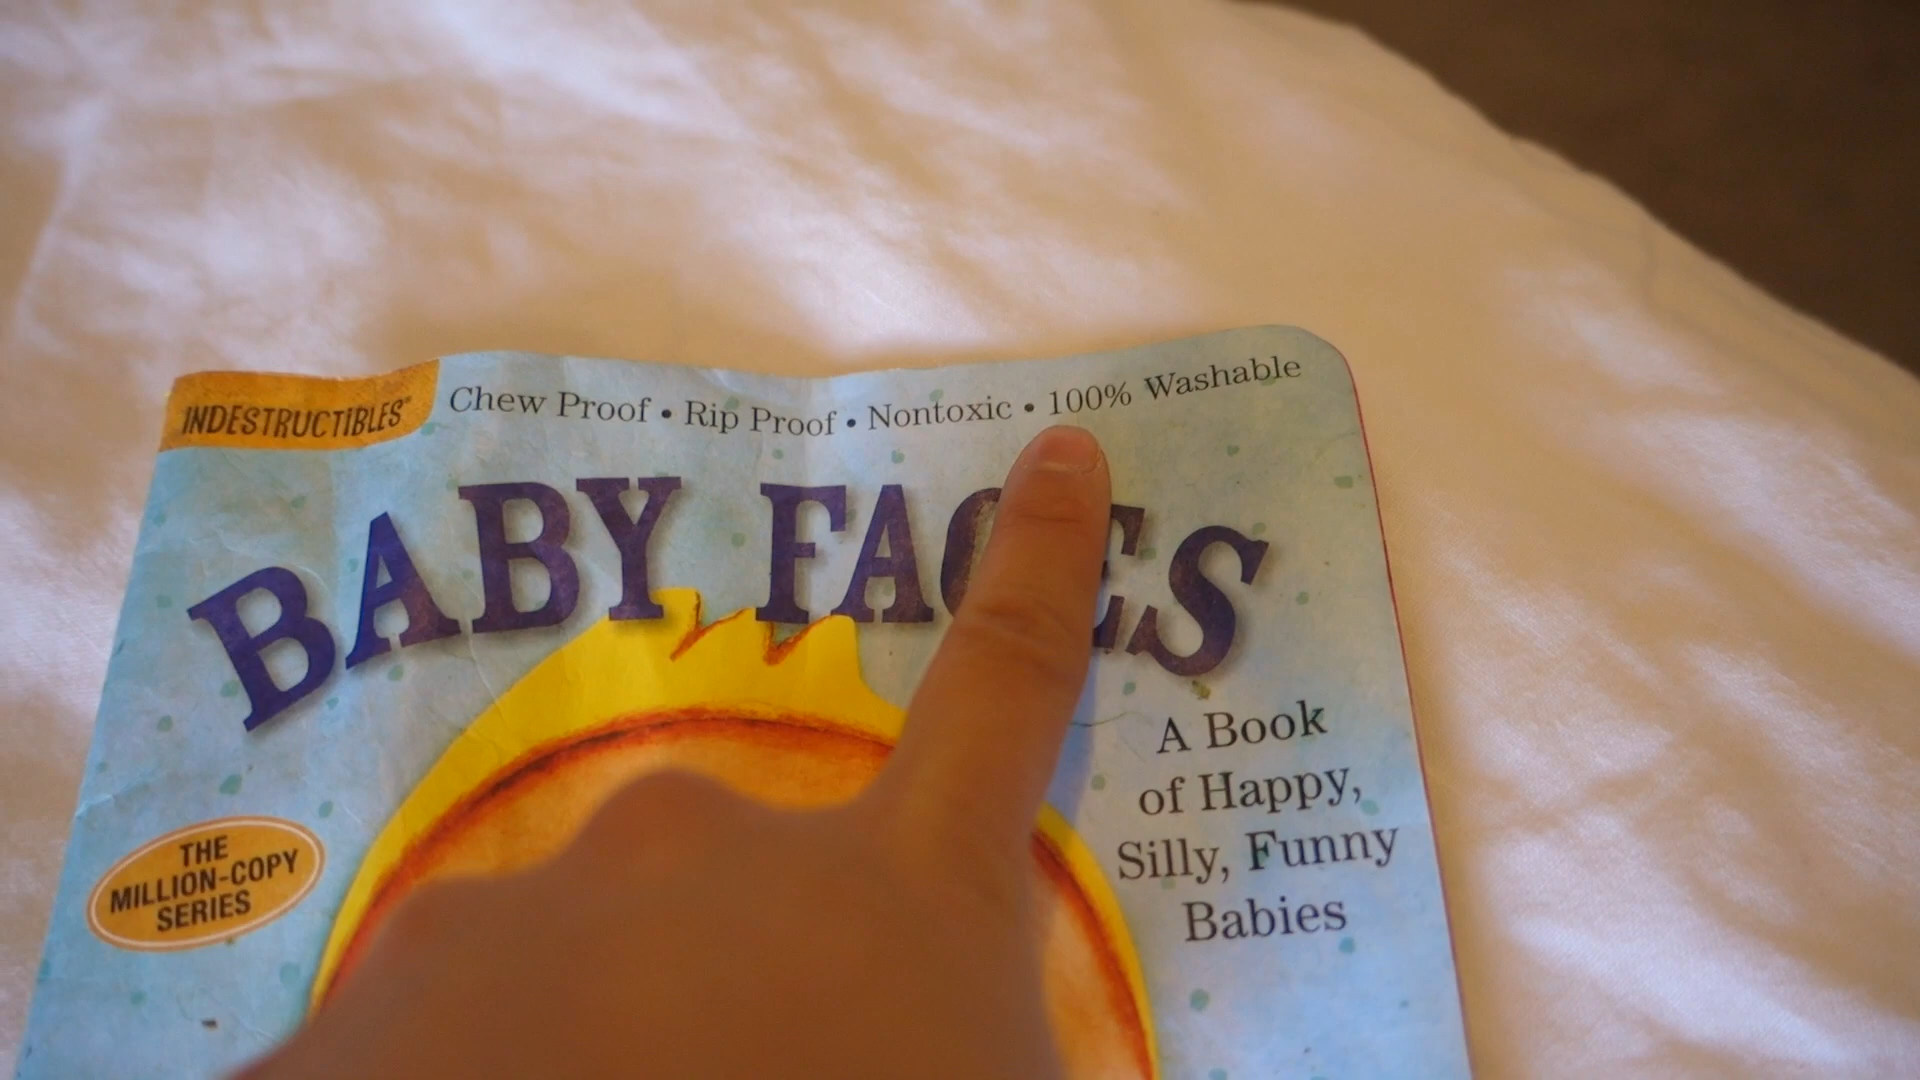 INDESTRUCTIBLES
Chew Proof • Rip Proof • Nontoxic • 100% Washable
BABY FACES
A Book
of Happy,
Silly, Funny
Babies
THE
MILLION-COPY
SERIES